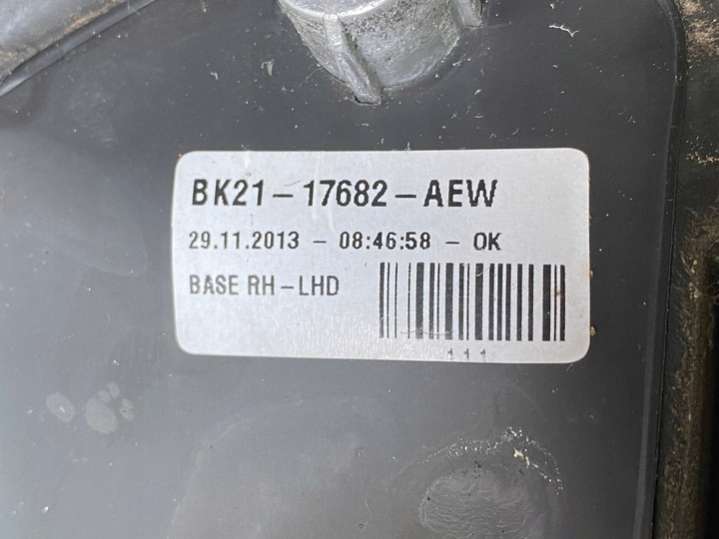 BK21-17682-AEW
29.11.2013 - 08:46:58 - OK
BASE RH-LHD
111